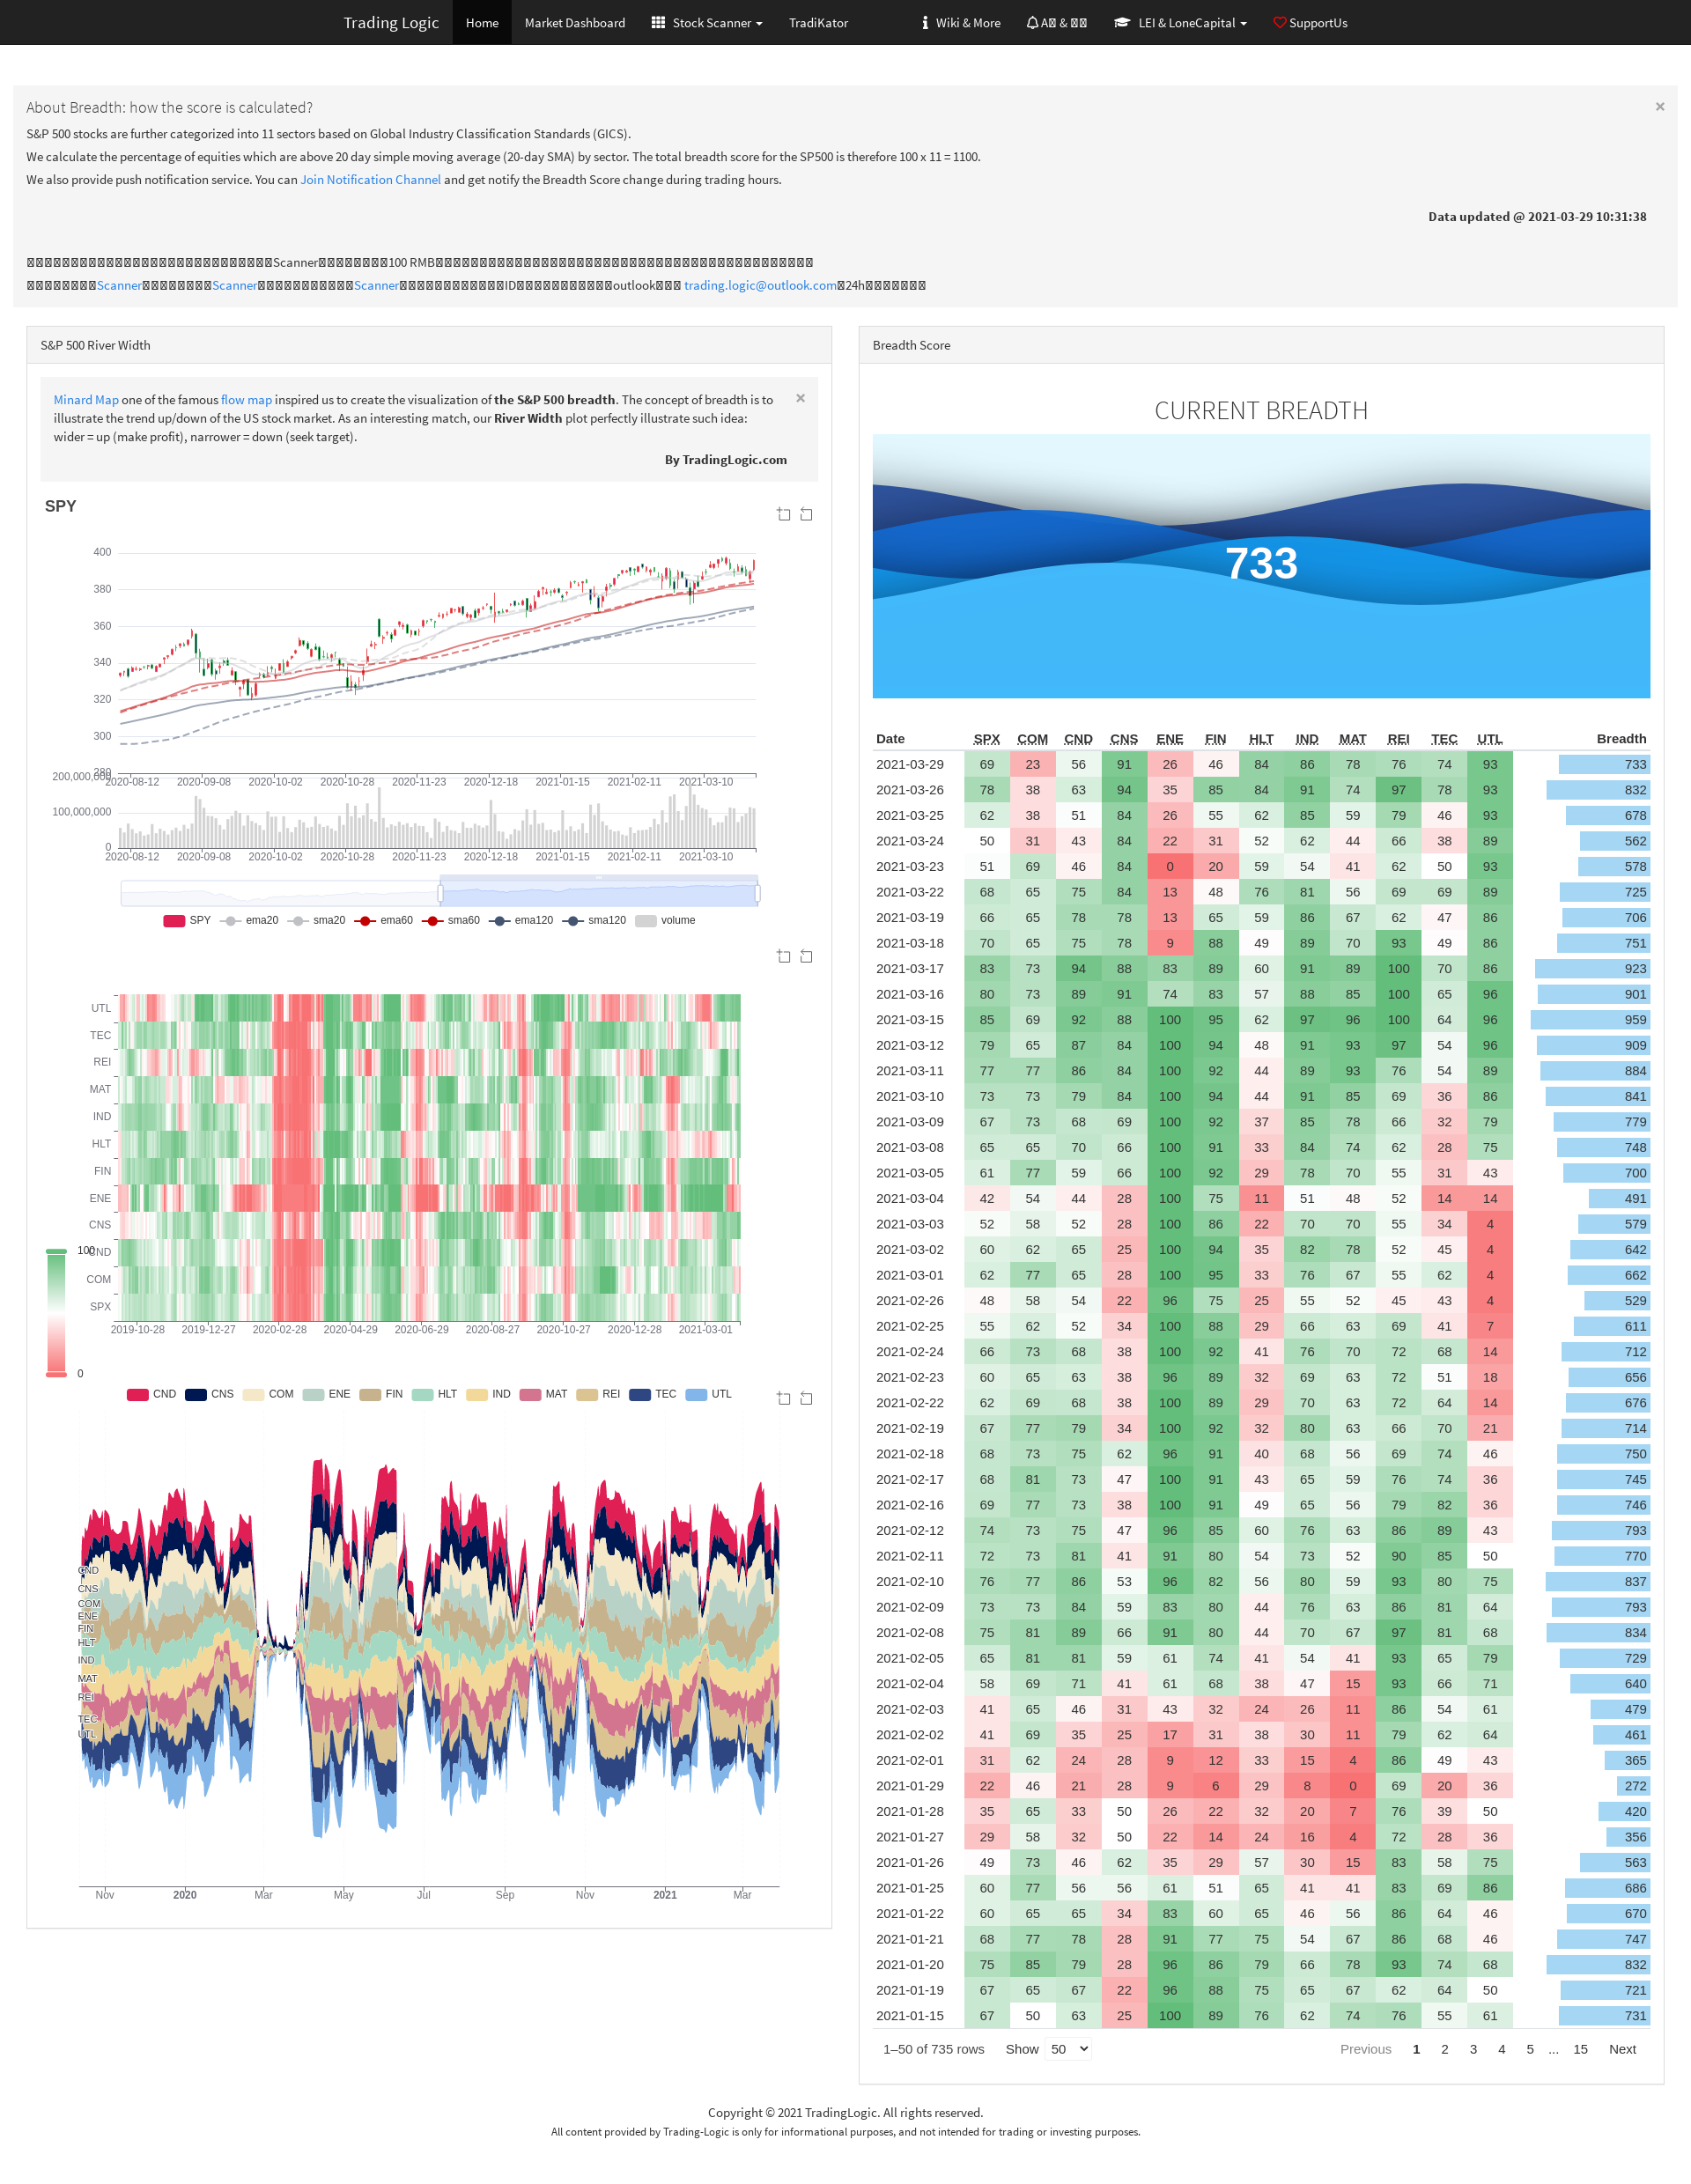 Trading Logic Home Market Dashboard Stock Scanner TradiKator Wiki & More A & LEI & LoneCapital SupportUs
About Breadth: how the score is calculated? ×
S&P 500 stocks are further categorized into 11 sectors based on Global Industry Classification Standards (GICS).
We calculate the percentage of equities which are above 20 day simple moving average (20-day SMA) by sector. The total breadth score for the SP500 is therefore 100 x 11 = 1100.
We also provide push notification service. You can Join Notification Channel and get notify the Breadth Score change during trading hours.
Data updated @ 2021-03-29 10:31:38
Scanner 100 RMB
Scanner Scanner Scanner ID outlook trading.logic@outlook.com 24h
S&P 500 River Width
Minard Map one of the famous flow map inspired us to create the visualization of the S&P 500 breadth. The concept of breadth is to ×
illustrate the trend up/down of the US stock market. As an interesting match, our River Width plot perfectly illustrate such idea:
wider = up (make profit), narrower = down (seek target).
By TradingLogic.com
SPY
400
380
360
340
320
300
280
2020-08-12 2020-09-08 2020-10-02 2020-10-28 2020-11-23 2020-12-18 2021-01-15 2021-02-11 2021-03-10
200,000,000
100,000,000
0
2020-08-12 2020-09-08 2020-10-02 2020-10-28 2020-11-23 2020-12-18 2021-01-15 2021-02-11 2021-03-10
SPY ema20 sma20 ema60 sma60 ema120 sma120 volume
UTL
TEC
REI
MAT
IND
HLT
FIN
ENE
CNS
CND
COM
SPX
100
0
2019-10-28 2019-12-27 2020-02-28 2020-04-29 2020-06-29 2020-08-27 2020-10-27 2020-12-28 2021-03-01
CND CNS COM ENE FIN HLT IND MAT REI TEC UTL
CND
CNS
COM
ENE
FIN
HLT
IND
MAT
REI
TEC
UTL
Nov 2020 Mar May Jul Sep Nov 2021 Mar
Breadth Score
CURRENT BREADTH
733
Date SPX COM CND CNS ENE FIN HLT IND MAT REI TEC UTL Breadth
2021-03-29 69 23 56 91 26 46 84 86 78 76 74 93 733
2021-03-26 78 38 63 94 35 85 84 91 74 97 78 93 832
2021-03-25 62 38 51 84 26 55 62 85 59 79 46 93 678
2021-03-24 50 31 43 84 22 31 52 62 44 66 38 89 562
2021-03-23 51 69 46 84 0 20 59 54 41 62 50 93 578
2021-03-22 68 65 75 84 13 48 76 81 56 69 69 89 725
2021-03-19 66 65 78 78 13 65 59 86 67 62 47 86 706
2021-03-18 70 65 75 78 9 88 49 89 70 93 49 86 751
2021-03-17 83 73 94 88 83 89 60 91 89 100 70 86 923
2021-03-16 80 73 89 91 74 83 57 88 85 100 65 96 901
2021-03-15 85 69 92 88 100 95 62 97 96 100 64 96 959
2021-03-12 79 65 87 84 100 94 48 91 93 97 54 96 909
2021-03-11 77 77 86 84 100 92 44 89 93 76 54 89 884
2021-03-10 73 73 79 84 100 94 44 91 85 69 36 86 841
2021-03-09 67 73 68 69 100 92 37 85 78 66 32 79 779
2021-03-08 65 65 70 66 100 91 33 84 74 62 28 75 748
2021-03-05 61 77 59 66 100 92 29 78 70 55 31 43 700
2021-03-04 42 54 44 28 100 75 11 51 48 52 14 14 491
2021-03-03 52 58 52 28 100 86 22 70 70 55 34 4 579
2021-03-02 60 62 65 25 100 94 35 82 78 52 45 4 642
2021-03-01 62 77 65 28 100 95 33 76 67 55 62 4 662
2021-02-26 48 58 54 22 96 75 25 55 52 45 43 4 529
2021-02-25 55 62 52 34 100 88 29 66 63 69 41 7 611
2021-02-24 66 73 68 38 100 92 41 76 70 72 68 14 712
2021-02-23 60 65 63 38 96 89 32 69 63 72 51 18 656
2021-02-22 62 69 68 38 100 89 29 70 63 72 64 14 676
2021-02-19 67 77 79 34 100 92 32 80 63 66 70 21 714
2021-02-18 68 73 75 62 96 91 40 68 56 69 74 46 750
2021-02-17 68 81 73 47 100 91 43 65 59 76 74 36 745
2021-02-16 69 77 73 38 100 91 49 65 56 79 82 36 746
2021-02-12 74 73 75 47 96 85 60 76 63 86 89 43 793
2021-02-11 72 73 81 41 91 80 54 73 52 90 85 50 770
2021-02-10 76 77 86 53 96 82 56 80 59 93 80 75 837
2021-02-09 73 73 84 59 83 80 44 76 63 86 81 64 793
2021-02-08 75 81 89 66 91 80 44 70 67 97 81 68 834
2021-02-05 65 81 81 59 61 74 41 54 41 93 65 79 729
2021-02-04 58 69 71 41 61 68 38 47 15 93 66 71 640
2021-02-03 41 65 46 31 43 32 24 26 11 86 54 61 479
2021-02-02 41 69 35 25 17 31 38 30 11 79 62 64 461
2021-02-01 31 62 24 28 9 12 33 15 4 86 49 43 365
2021-01-29 22 46 21 28 9 6 29 8 0 69 20 36 272
2021-01-28 35 65 33 50 26 22 32 20 7 76 39 50 420
2021-01-27 29 58 32 50 22 14 24 16 4 72 28 36 356
2021-01-26 49 73 46 62 35 29 57 30 15 83 58 75 563
2021-01-25 60 77 56 56 61 51 65 41 41 83 69 86 686
2021-01-22 60 65 65 34 83 60 65 46 56 86 64 46 670
2021-01-21 68 77 78 28 91 77 75 54 67 86 68 46 747
2021-01-20 75 85 79 28 96 86 79 66 78 93 74 68 832
2021-01-19 67 65 67 22 96 88 75 65 67 62 64 50 721
2021-01-15 67 50 63 25 100 89 76 62 74 76 55 61 731
1–50 of 735 rows Show 50 Previous 1 2 3 4 5 ... 15 Next
Copyright © 2021 TradingLogic. All rights reserved.
All content provided by Trading-Logic is only for informational purposes, and not intended for trading or investing purposes.